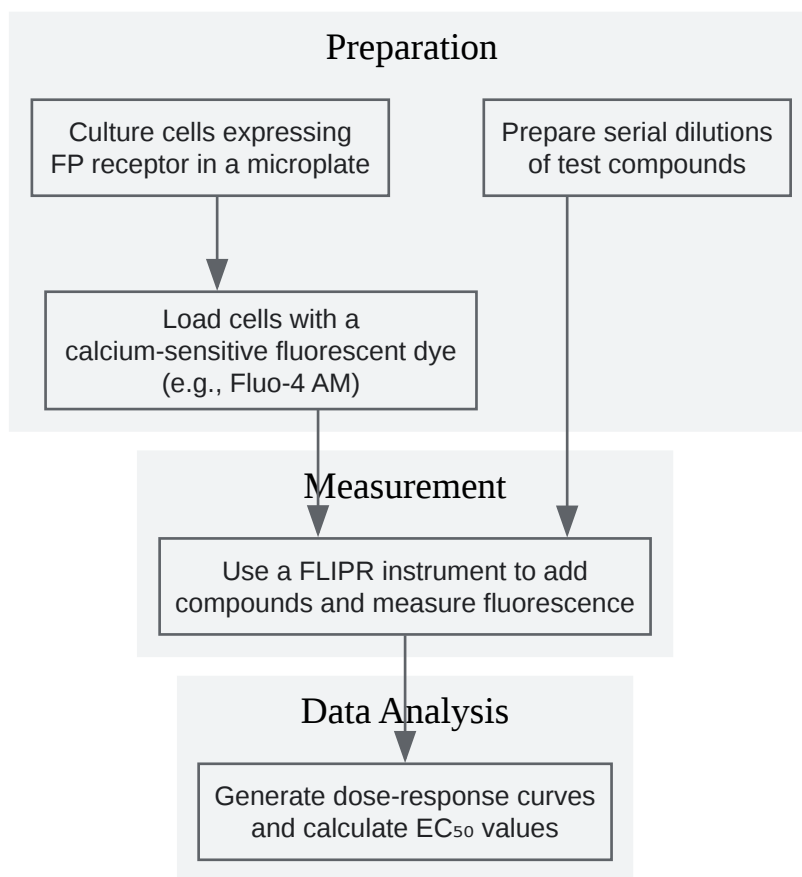 Preparation
Culture cells expressing
FP receptor in a microplate
Prepare serial dilutions
of test compounds
Load cells with a
calcium-sensitive fluorescent dye
(e.g., Fluo-4 AM)
Measurement
Use a FLIPR instrument to add
compounds and measure fluorescence
Data Analysis
Generate dose-response curves
and calculate EC₅₀ values